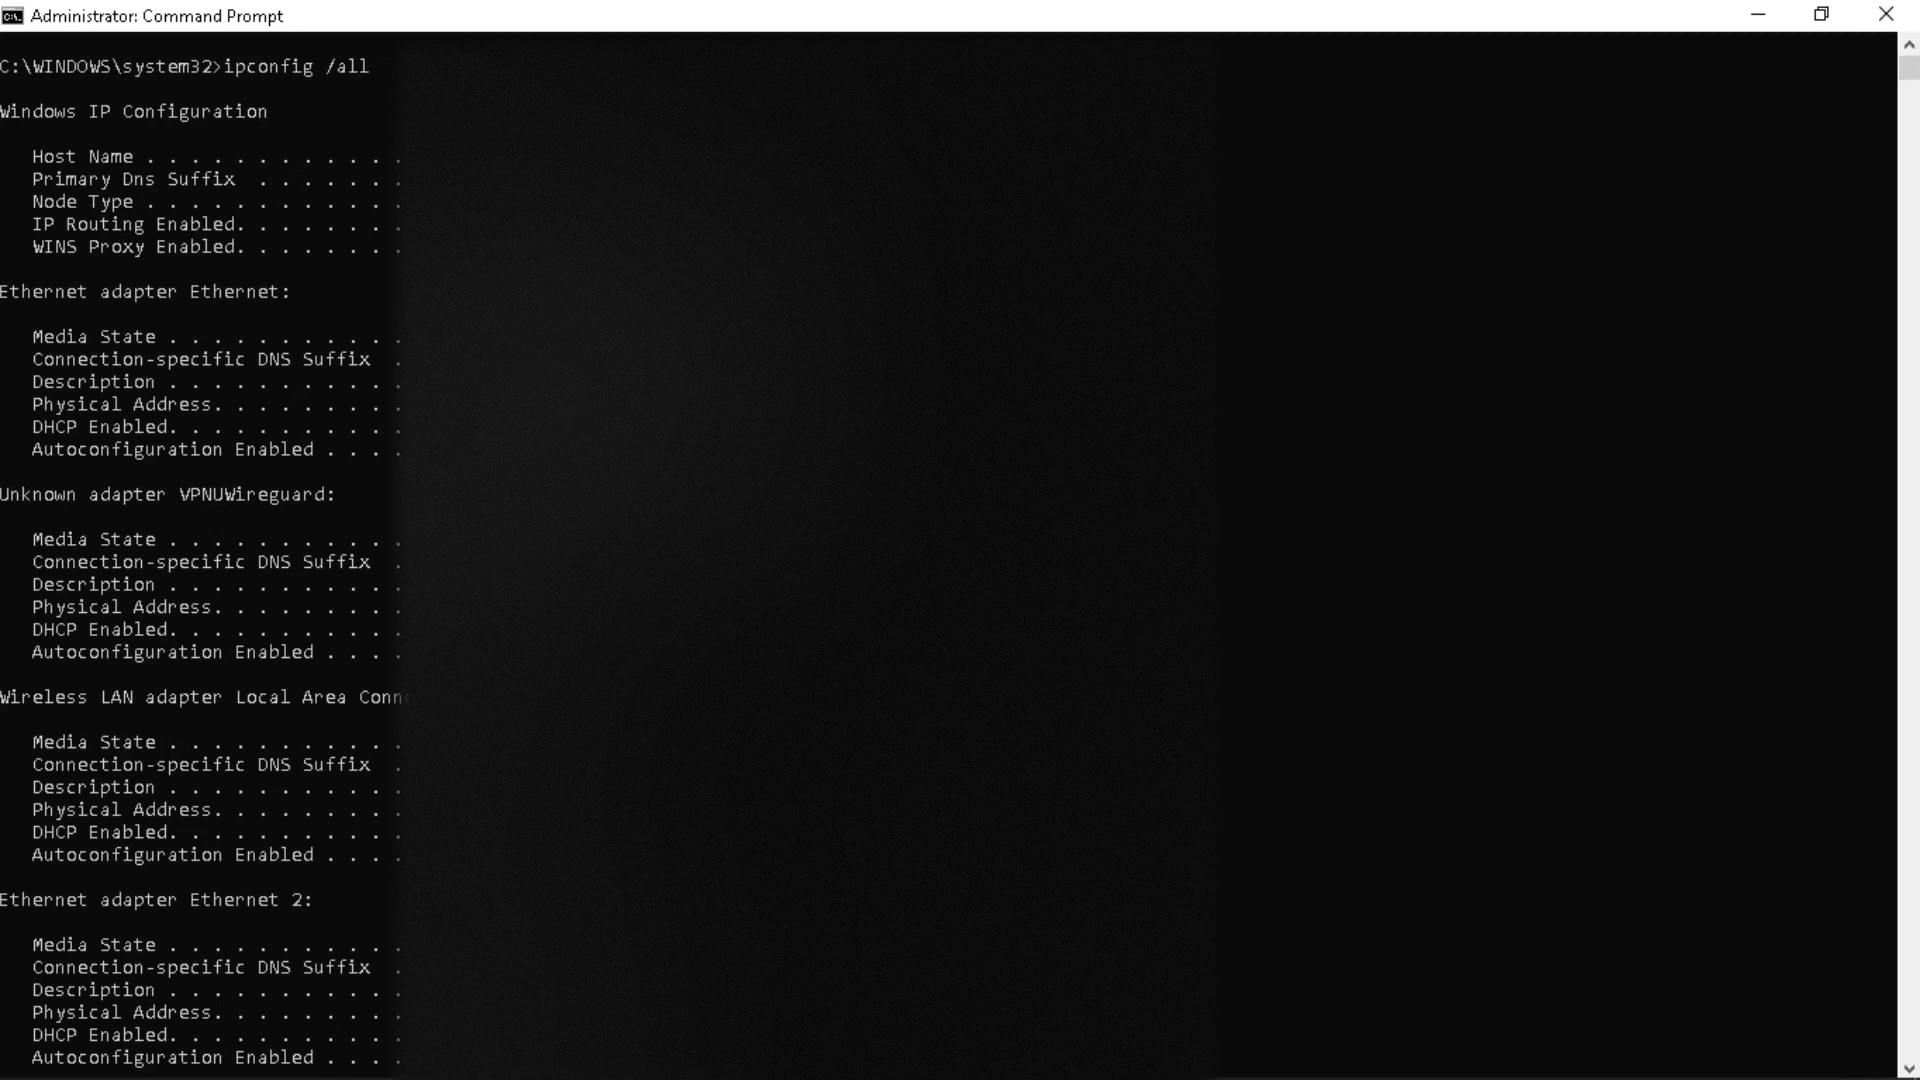 Administrator: Command Prompt
C:\WINDOWS\system32>ipconfig /all
Windows IP Configuration
Host Name . . . . . . . . . . . .
Primary Dns Suffix  . . . . . . .
Node Type . . . . . . . . . . . .
IP Routing Enabled. . . . . . . .
WINS Proxy Enabled. . . . . . . .
Ethernet adapter Ethernet:
Media State . . . . . . . . . . .
Connection-specific DNS Suffix  .
Description . . . . . . . . . . .
Physical Address. . . . . . . . .
DHCP Enabled. . . . . . . . . . .
Autoconfiguration Enabled . . . .
Unknown adapter VPNUWireguard:
Media State . . . . . . . . . . .
Connection-specific DNS Suffix  .
Description . . . . . . . . . . .
Physical Address. . . . . . . . .
DHCP Enabled. . . . . . . . . . .
Autoconfiguration Enabled . . . .
Wireless LAN adapter Local Area Conn
Media State . . . . . . . . . . .
Connection-specific DNS Suffix  .
Description . . . . . . . . . . .
Physical Address. . . . . . . . .
DHCP Enabled. . . . . . . . . . .
Autoconfiguration Enabled . . . .
Ethernet adapter Ethernet 2:
Media State . . . . . . . . . . .
Connection-specific DNS Suffix  .
Description . . . . . . . . . . .
Physical Address. . . . . . . . .
DHCP Enabled. . . . . . . . . . .
Autoconfiguration Enabled . . . .